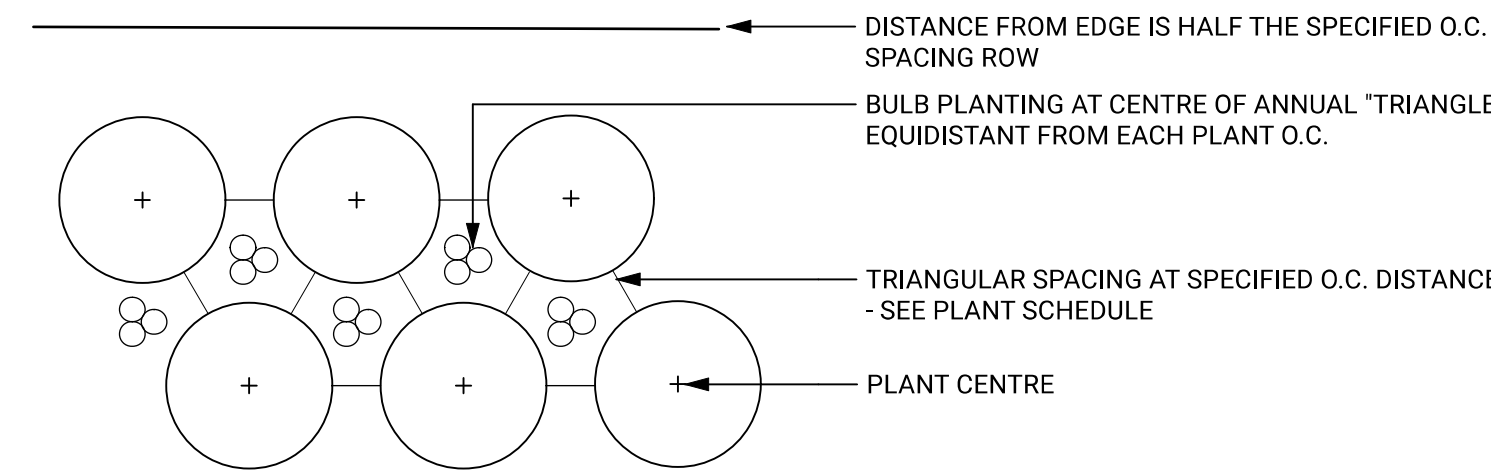 DISTANCE FROM EDGE IS HALF THE SPECIFIED O.C.
SPACING ROW
BULB PLANTING AT CENTRE OF ANNUAL "TRIANGLE
EQUIDISTANT FROM EACH PLANT O.C.
TRIANGULAR SPACING AT SPECIFIED O.C. DISTANCE
- SEE PLANT SCHEDULE
PLANT CENTRE